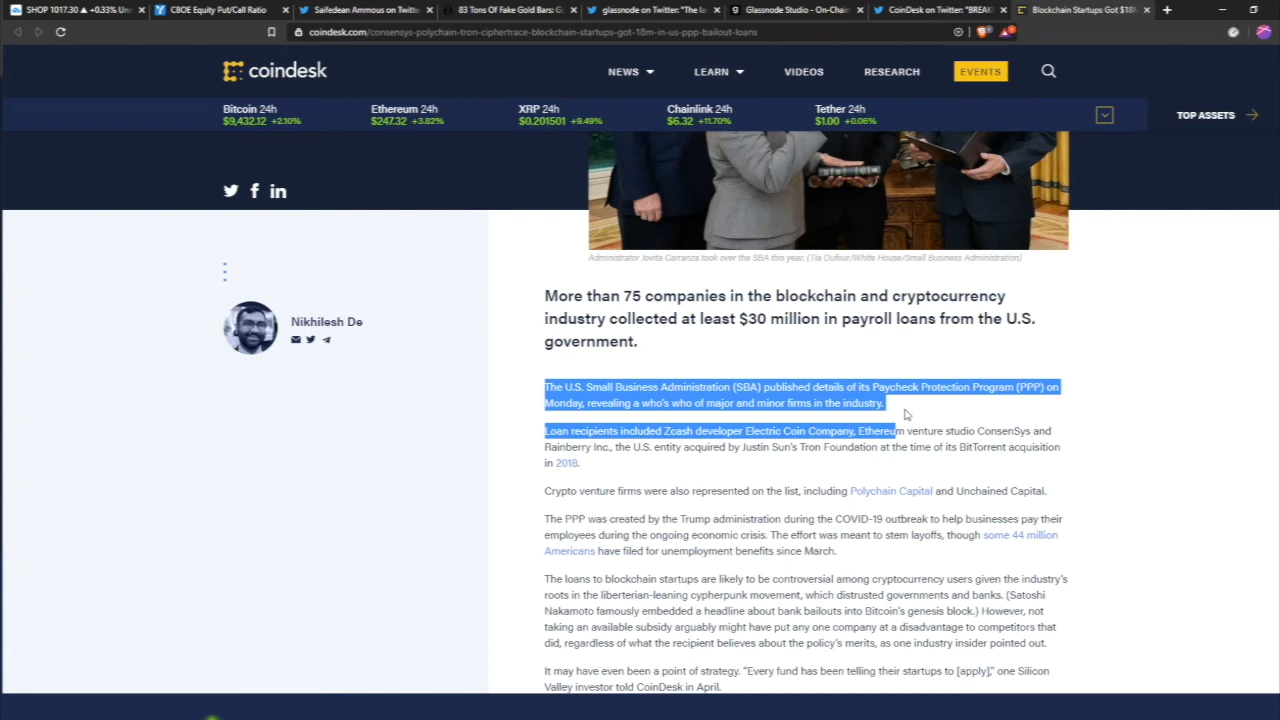 SHOP 1017.30 ▲ +0.33% Un
CBOE Equity Put/Call Ratio
Saifedean Ammous on Twitte
83 Tons Of Fake Gold Bars: G
glassnode on Twitter: "The la
Glassnode Studio - On-Chain
CoinDesk on Twitter: "BREAK
Blockchain Startups Got $18M
coindesk.com/consensys-polychain-tron-ciphertrace-blockchain-startups-got-18m-in-us-ppp-bailout-loans
coindesk
NEWS
LEARN
VIDEOS
RESEARCH
EVENTS
Bitcoin 24h
$9,432.12 +2.10%
Ethereum 24h
$247.32 +3.82%
XRP 24h
$0.201501 +9.49%
Chainlink 24h
$6.32 +11.70%
Tether 24h
$1.00 +0.06%
TOP ASSETS
Administrator Jovita Carranza took over the SBA this year. (Tia Dufour/White House/Small Business Administration)
Nikhilesh De
More than 75 companies in the blockchain and cryptocurrency
industry collected at least $30 million in payroll loans from the U.S.
government.
The U.S. Small Business Administration (SBA) published details of its Paycheck Protection Program (PPP) on
Monday, revealing a who's who of major and minor firms in the industry.
Loan recipients included Zcash developer Electric Coin Company, Ethereum venture studio ConsenSys and
Rainberry Inc., the U.S. entity acquired by Justin Sun's Tron Foundation at the time of its BitTorrent acquisition
in 2018.
Crypto venture firms were also represented on the list, including Polychain Capital and Unchained Capital.
The PPP was created by the Trump administration during the COVID-19 outbreak to help businesses pay their
employees during the ongoing economic crisis. The effort was meant to stem layoffs, though some 44 million
Americans have filed for unemployment benefits since March.
The loans to blockchain startups are likely to be controversial among cryptocurrency users given the industry's
roots in the liberterian-leaning cypherpunk movement, which distrusted governments and banks. (Satoshi
Nakamoto famously embedded a headline about bank bailouts into Bitcoin's genesis block.) However, not
taking an available subsidy arguably might have put any one company at a disadvantage to competitors that
did, regardless of what the recipient believes about the policy's merits, as one industry insider pointed out.
It may have even been a point of strategy. "Every fund has been telling their startups to [apply]," one Silicon
Valley investor told CoinDesk in April.